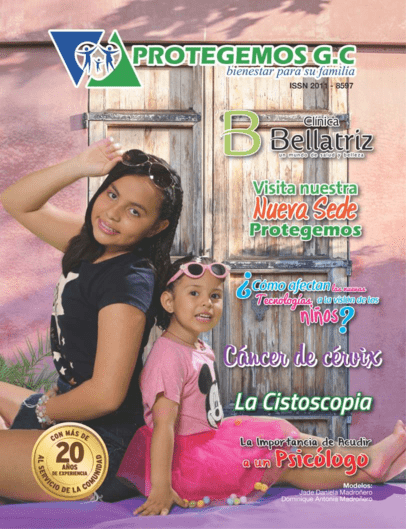 PROTEGEMOS G.C
bienestar para su familia
ISSN 2011 - 8597
B
Clínica
Bellatriz
un mundo de salud y belleza
Visita nuestra
Nueva Sede
Protegemos
¿Cómo afectan las nuevas
Tecnologías, a la visión de los
niños?
Cáncer de cérvix
La Cistoscopia
La Importancia de Acudir
a un Psicólogo
CON MÁS DE
20
AÑOS
DE EXPERIENCIA
AL SERVICIO DE LA COMUNIDAD
Modelos:
Jade Daniela Madroñero
Dominique Antonia Madroñero